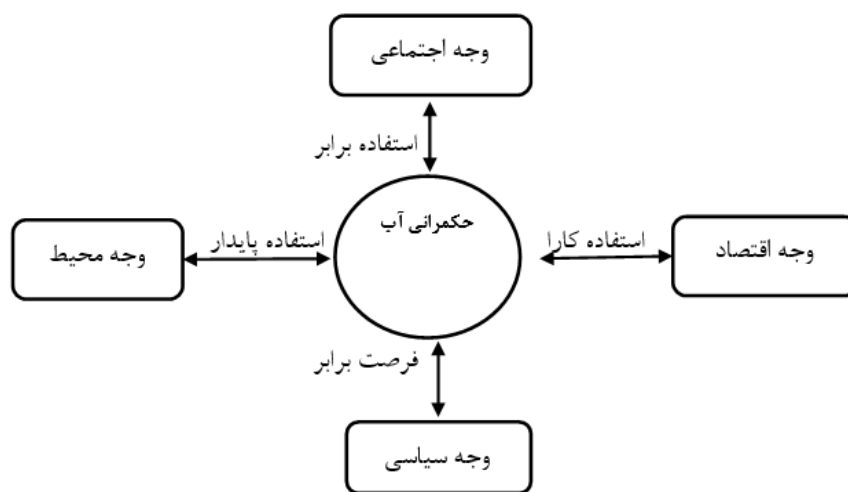 وجه اجتماعی
استفاده برابر
حکمرانی آب
وجه اقتصاد
استفاده کارا
استفاده پایدار
وجه محیط
فرصت برابر
وجه سیاسی